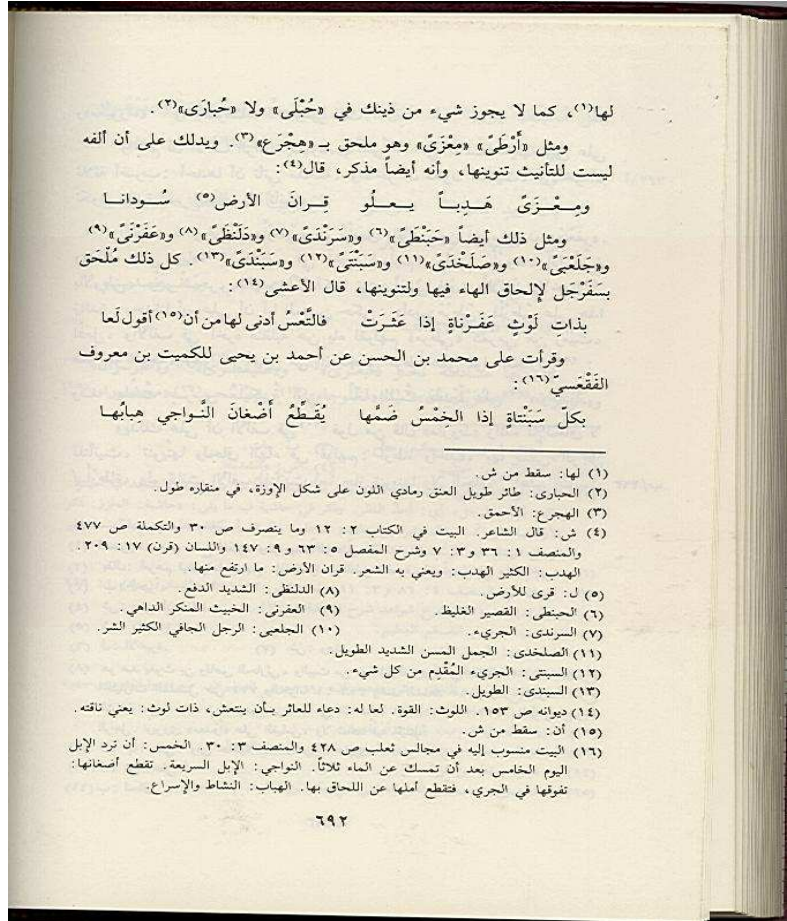 لها(١)، كما لا يجوز شيء من ذينك في «حُبْلَى» ولا «حُبارَى»(٢).
ومثل «أَرْطَىً» «مِعْزَىً» وهو ملحق بـ «هِجْرَع»(٣). ويدلك على أن ألفه
ليست للتأنيث تنوينها، وأنه أيضاً مذكر، قال(٤):
ومِـعْـزَىً هَـدِبـاً يـعـلُـو قِـرانَ الأرض(٥) سُـودانـا
ومثل ذلك أيضاً «حَبَنْطَىً»(٦) و«سَرَنْدَىً»(٧) و«دَلَنْظَىً»(٨) و«عَفَرْنَىً»(٩)
و«جَلَعْبَىً»(١٠) و«صَلَخْدَىً»(١١) و«سَبَنْتَىً»(١٢) و«سَبَنْدَىً»(١٣). كل ذلك مُلْحَق
بسَفَرْجَل لإلحاق الهاء فيها ولتنوينها، قال الأعشى(١٤):
بذاتِ لَوْثٍ عَفَرْناةٍ إذا عَثَرَتْ فالتَّعْسُ أدنى لها من أن(١٥) أقول لَعا
وقرأت على محمد بن الحسن عن أحمد بن يحيى للكميت بن معروف
الفَقْعَسيّ(١٦):
بكلّ سَبَنْتاةٍ إذا الخِمْسُ ضَمَّها يُقَـطِّعُ أَضْغانَ النَّـواجي هِبابُهـا
(١) لها: سقط من ش.
(٢) الحبارى: طائر طويل العنق رمادي اللون على شكل الإوزة، في منقاره طول.
(٣) الهجرع: الأحمق.
(٤) ش: قال الشاعر. البيت في الكتاب ٢: ١٢ وما ينصرف ص ٣٠ والتكملة ص ٤٧٧
والمنصف ١: ٣٦ و٣: ٧ وشرح المفصل ٥: ٦٣ و٩: ١٤٧ واللسان (قرن) ١٧: ٢٠٩.
الهدب: الكثير الهدب: ويعني به الشعر. قران الأرض: ما ارتفع منها.
(٥) ل: قرى للأرض. (٨) الدلنظى: الشديد الدفع.
(٦) الحبنطى: القصير الغليظ. (٩) العفرنى: الخبيث المنكر الداهي.
(٧) السرندى: الجريء. (١٠) الجلعبى: الرجل الجافي الكثير الشر.
(١١) الصلخدى: الجمل المسن الشديد الطويل.
(١٢) السبنتى: الجريء المُقْدِم من كل شيء.
(١٣) السبندى: الطويل.
(١٤) ديوانه ص ١٥٣. اللوث: القوة. لعا له: دعاء للعاثر بأن ينتعش، ذات لوث: يعني ناقته.
(١٥) أن: سقط من ش.
(١٦) البيت منسوب إليه في مجالس ثعلب ص ٤٢٨ والمنصف ٣: ٣٠. الخمس: أن ترد الإبل
اليوم الخامس بعد أن تمسك عن الماء ثلاثاً. النواجي: الإبل السريعة. تقطع أضغانها:
تفوقها في الجري، فتقطع أملها عن اللحاق بها. الهباب: النشاط والإسراع.
٦٩٢